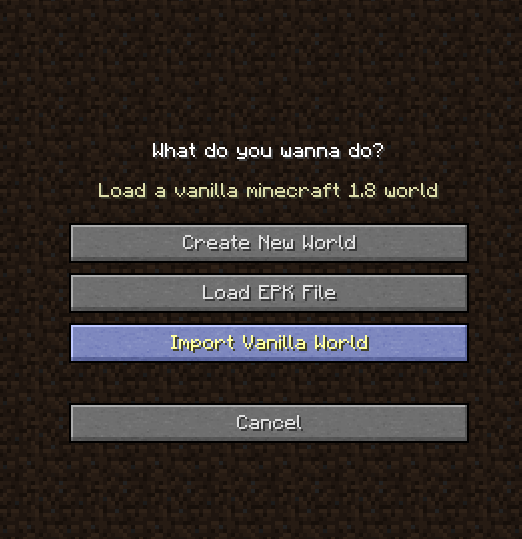 What do you wanna do?
Load a vanilla minecraft 1.8 world
Create New World
Load EPK File
Import Vanilla World
Cancel